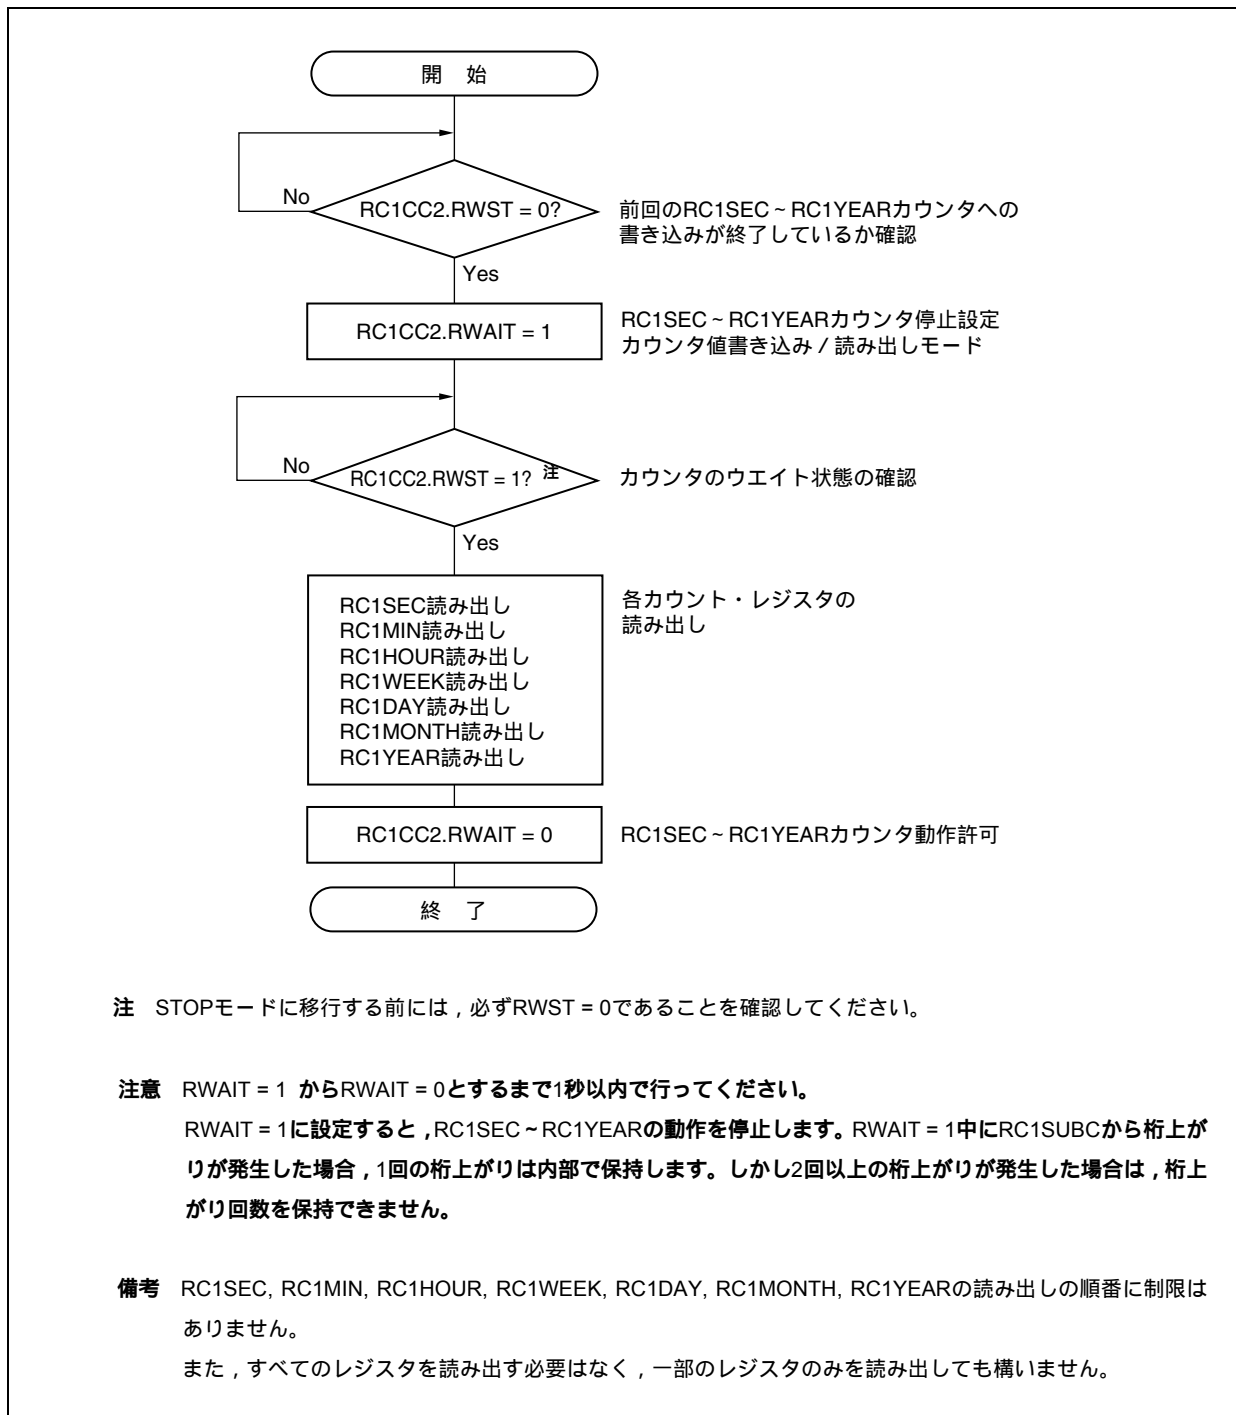 開 始
No
RC1CC2.RWST = 0?
前回のRC1SEC~RC1YEARカウンタへの
書き込みが終了しているか確認
Yes
RC1CC2.RWAIT = 1
RC1SEC~RC1YEARカウンタ停止設定
カウンタ値書き込み / 読み出しモード
No
RC1CC2.RWST = 1? 注
カウンタのウエイト状態の確認
Yes
RC1SEC読み出し
RC1MIN読み出し
RC1HOUR読み出し
RC1WEEK読み出し
RC1DAY読み出し
RC1MONTH読み出し
RC1YEAR読み出し
各カウント・レジスタの
読み出し
RC1CC2.RWAIT = 0
RC1SEC~RC1YEARカウンタ動作許可
終 了
注 STOPモードに移行する前には,必ずRWST = 0であることを確認してください。
注意 RWAIT = 1 からRWAIT = 0とするまで1秒以内で行ってください。
RWAIT = 1に設定すると,RC1SEC~RC1YEARの動作を停止します。RWAIT = 1中にRC1SUBCから桁上が
りが発生した場合,1回の桁上がりは内部で保持します。しかし2回以上の桁上がりが発生した場合は,桁上
がり回数を保持できません。
備考 RC1SEC, RC1MIN, RC1HOUR, RC1WEEK, RC1DAY, RC1MONTH, RC1YEARの読み出しの順番に制限は
ありません。
また,すべてのレジスタを読み出す必要はなく,一部のレジスタのみを読み出しても構いません。